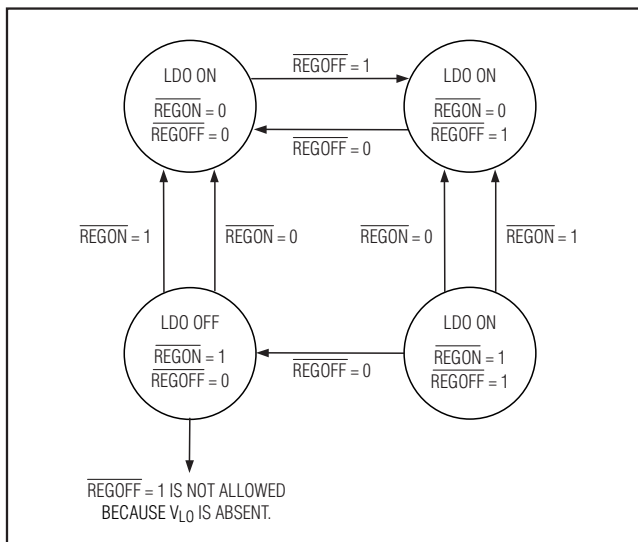 LDO ON
REGON = 0
REGOFF = 0
REGOFF = 1
LDO ON
REGON = 0
REGOFF = 1
REGOFF = 0
REGON = 1
REGON = 0
REGON = 0
REGON = 1
LDO OFF
REGON = 1
REGOFF = 0
REGOFF = 0
LDO ON
REGON = 1
REGOFF = 1
REGOFF = 1 IS NOT ALLOWED
BECAUSE VL0 IS ABSENT.